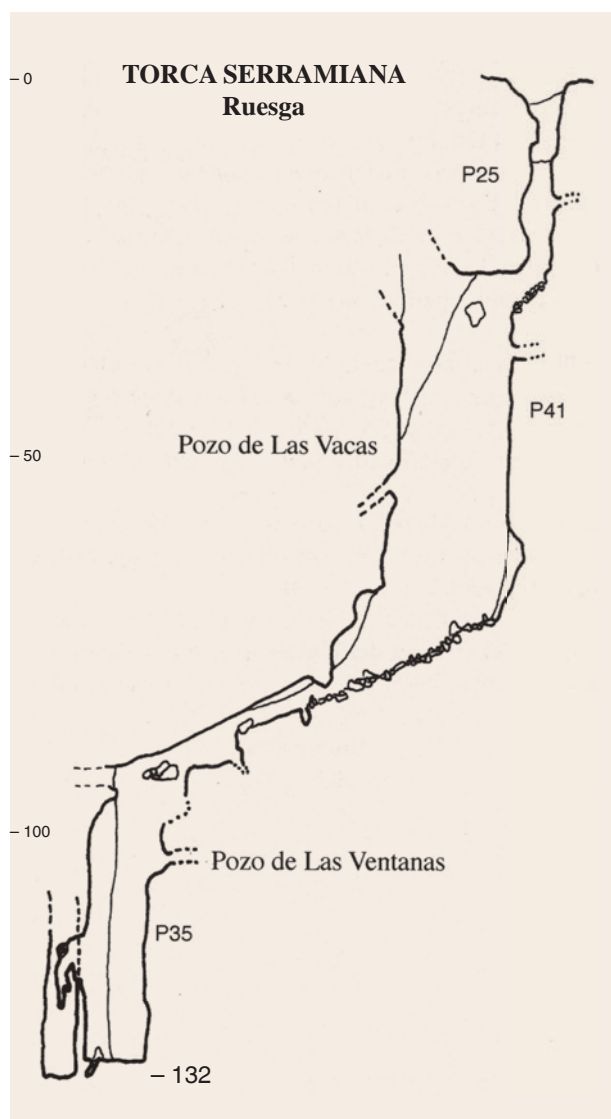 – 0
TORCA SERRAMIANA
Ruesga
P25
P41
Pozo de Las Vacas
– 50
– 100
Pozo de Las Ventanas
P35
– 132